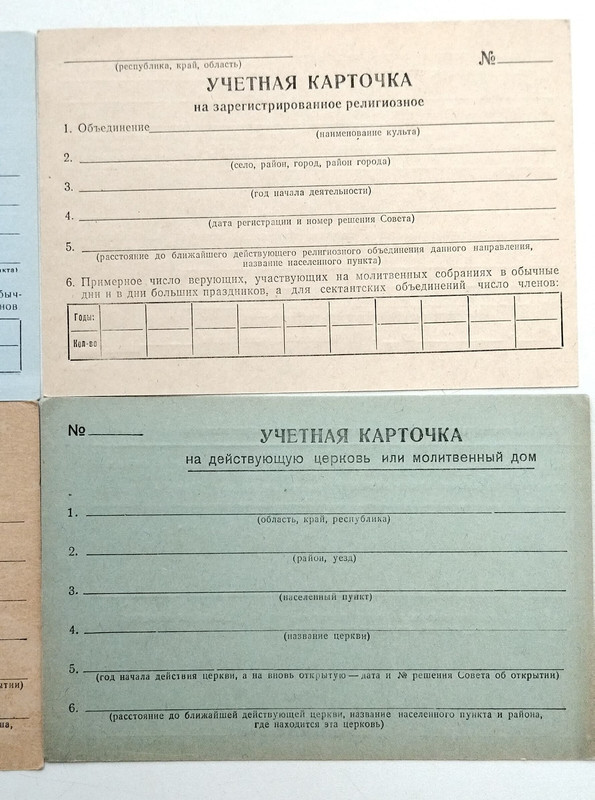 (республика, край, область)
№
УЧЕТНАЯ КАРТОЧКА
на зарегистрированное религиозное
1. Объединение
(наименование культа)
2.
(село, район, город, район города)
3.
(год начала деятельности)
4.
(дата регистрации и номер решения Совета)
5.
(расстояние до ближайшего действующего религиозного объединения данного направления,
название населенного пункта)
6. Примерное число верующих, участвующих на молитвенных собраниях в обычные
дни и в дни больших праздников, а для сектантских объединений число членов:
Годы:
Кол-во
№
УЧЕТНАЯ КАРТОЧКА
на действующую церковь или молитвенный дом
1.
(область, край, республика)
2.
(район, уезд)
3.
(населенный пункт)
4.
(название церкви)
5.
(год начала действия церкви, а на вновь открытую — дата и № решения Совета об открытии)
6.
(расстояние до ближайшей действующей церкви, название населенного пункта и района,
где находится эта церковь)